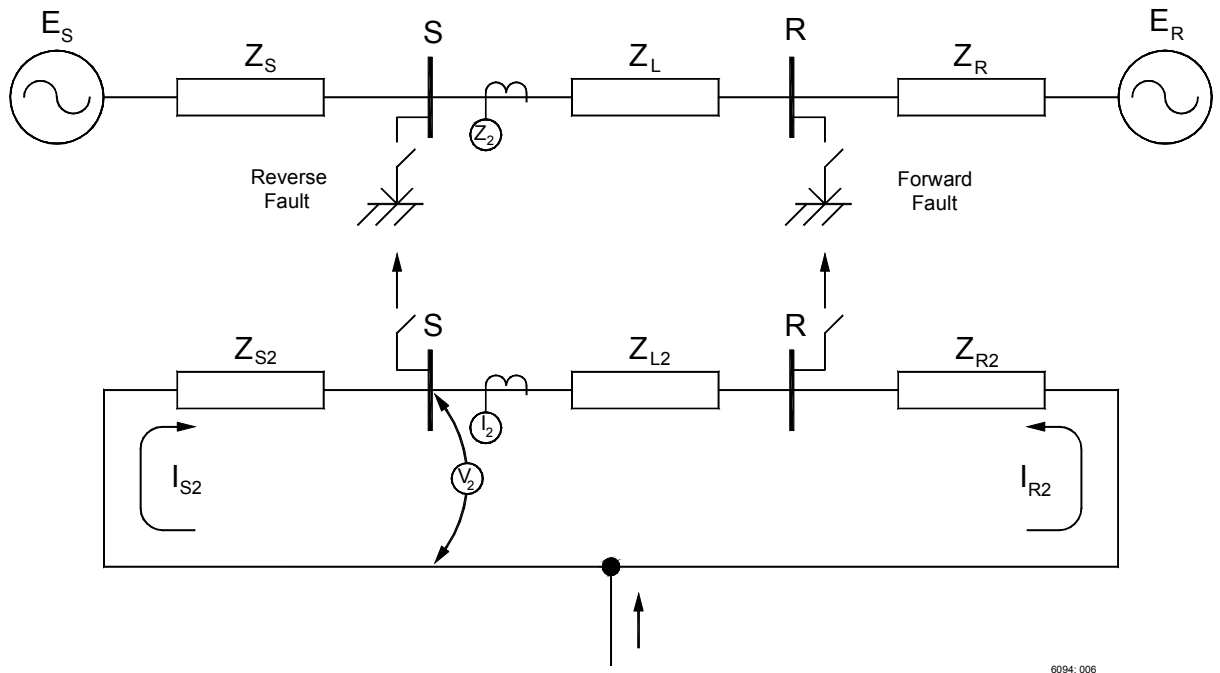 E_S
S
R
E_R
Z_S
Z_L
Z_R
Z_2
Reverse
Fault
Forward
Fault
S
R
Z_S2
Z_L2
Z_R2
I_2
I_S2
V_2
I_R2
6094; 006